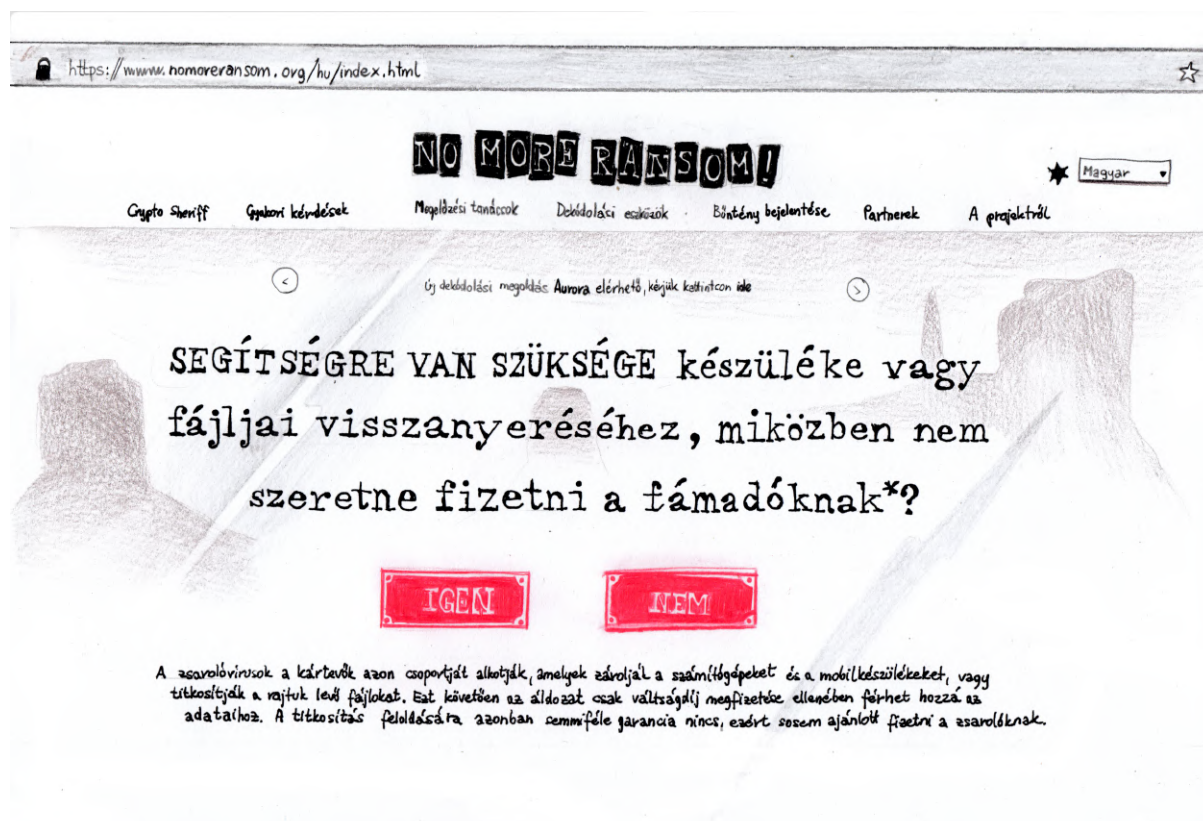 https://www.nomoreransom.org/hu/index.html
NO MORE RANSOM!
Magyar
Crypto Sheriff Gyakori kérdések Megelőzési tanácsok Dekódolási eszközök Bűntény bejelentése Partnerek A projektről
< Új dekódolási megoldás Aurora elérhető, kérjük kattintson ide >
SEGÍTSÉGRE VAN SZÜKSÉGE készüléke vagy
fájljai visszanyeréséhez, miközben nem
szeretne fizetni a támadóknak*?
IGEN NEM
A zsarolóvírusok a kártevők azon csoportját alkotják, amelyek zárolják a számítógépeket és a mobilkészülékeket, vagy
titkosítják a rajtuk levő fájlokat. Ezt követően az áldozat csak váltságdíj megfizetése ellenében férhet hozzá az
adataihoz. A titkosítás feloldására azonban semmiféle garancia nincs, ezért sosem ajánlott fizetni a zsarolóknak.